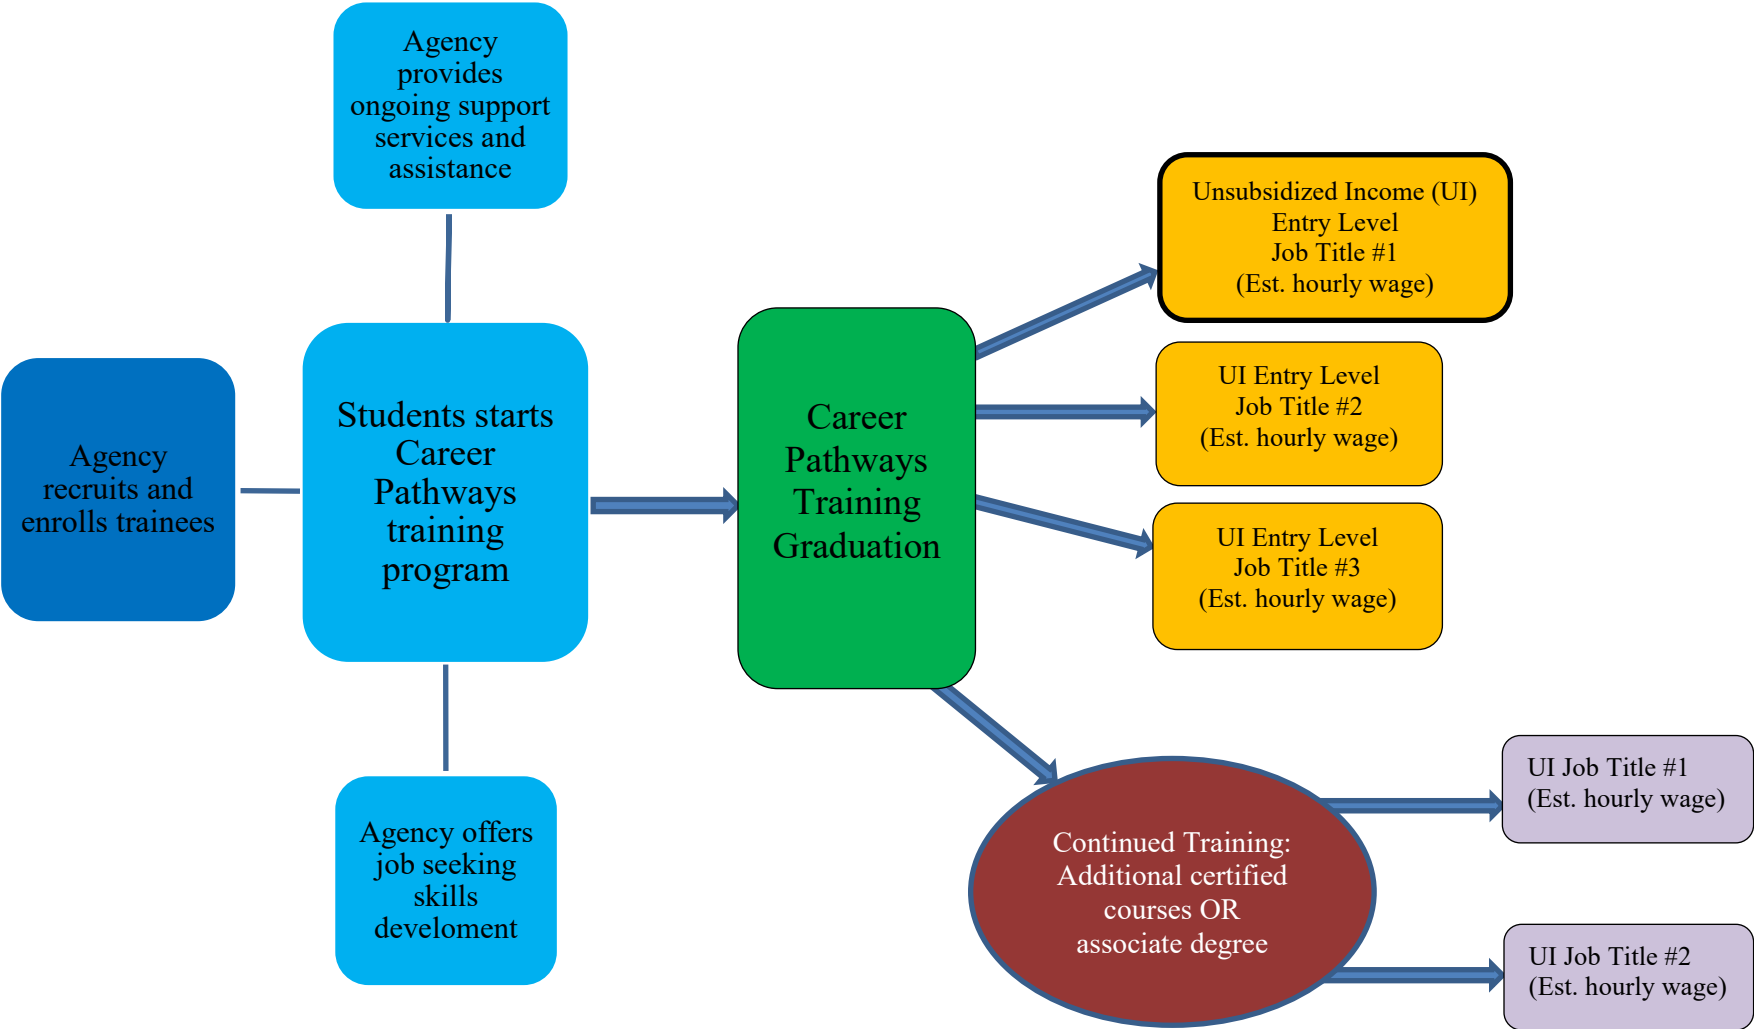 Agency
provides
ongoing support
services and
assistance
Agency
recruits and
enrolls trainees
Students starts
Career
Pathways
training
program
Agency offers
job seeking
skills
develoment
Career
Pathways
Training
Graduation
Unsubsidized Income (UI)
Entry Level
Job Title #1
(Est. hourly wage)
UI Entry Level
Job Title #2
(Est. hourly wage)
UI Entry Level
Job Title #3
(Est. hourly wage)
Continued Training:
Additional certified
courses OR
associate degree
UI Job Title #1
(Est. hourly wage)
UI Job Title #2
(Est. hourly wage)